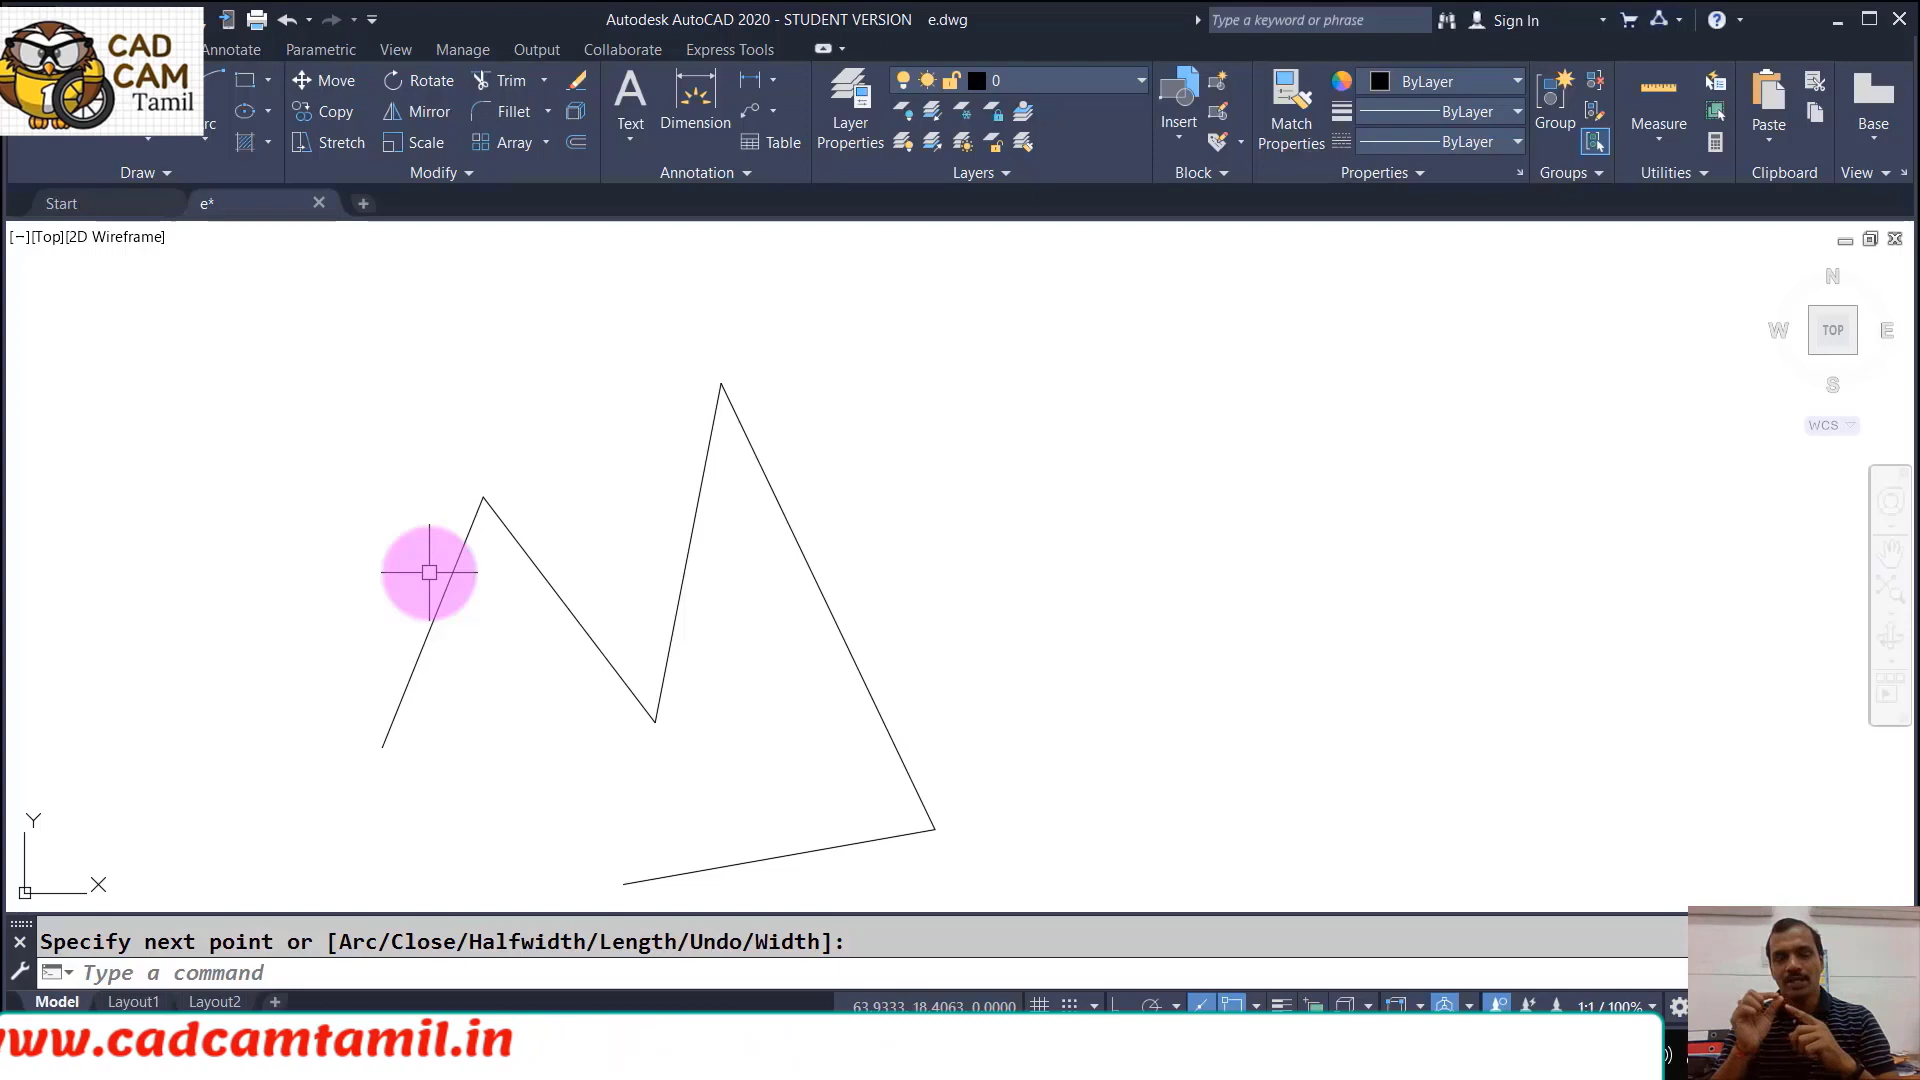 CAD
CAM
Tamil
Autodesk AutoCAD 2020 - STUDENT VERSION e.dwg
Type a keyword or phrase
Sign In
Annotate Parametric View Manage Output Collaborate Express Tools
Move Rotate Trim
Copy Mirror Fillet
Stretch Scale Array
rc
Text Dimension
Table
Layer
Properties
0
Insert
Match
Properties
ByLayer
ByLayer
ByLayer
Group
Measure
Paste
Base
Draw Modify Annotation Layers Block Properties Groups Utilities Clipboard View
Start e*
[−][Top][2D Wireframe]
N
W TOP E
S
WCS
Y
X
Specify next point or [Arc/Close/Halfwidth/Length/Undo/Width]:
Type a command
Model Layout1 Layout2
63.9333, 18.4063, 0.0000
1:1 / 100%
www.cadcamtamil.in